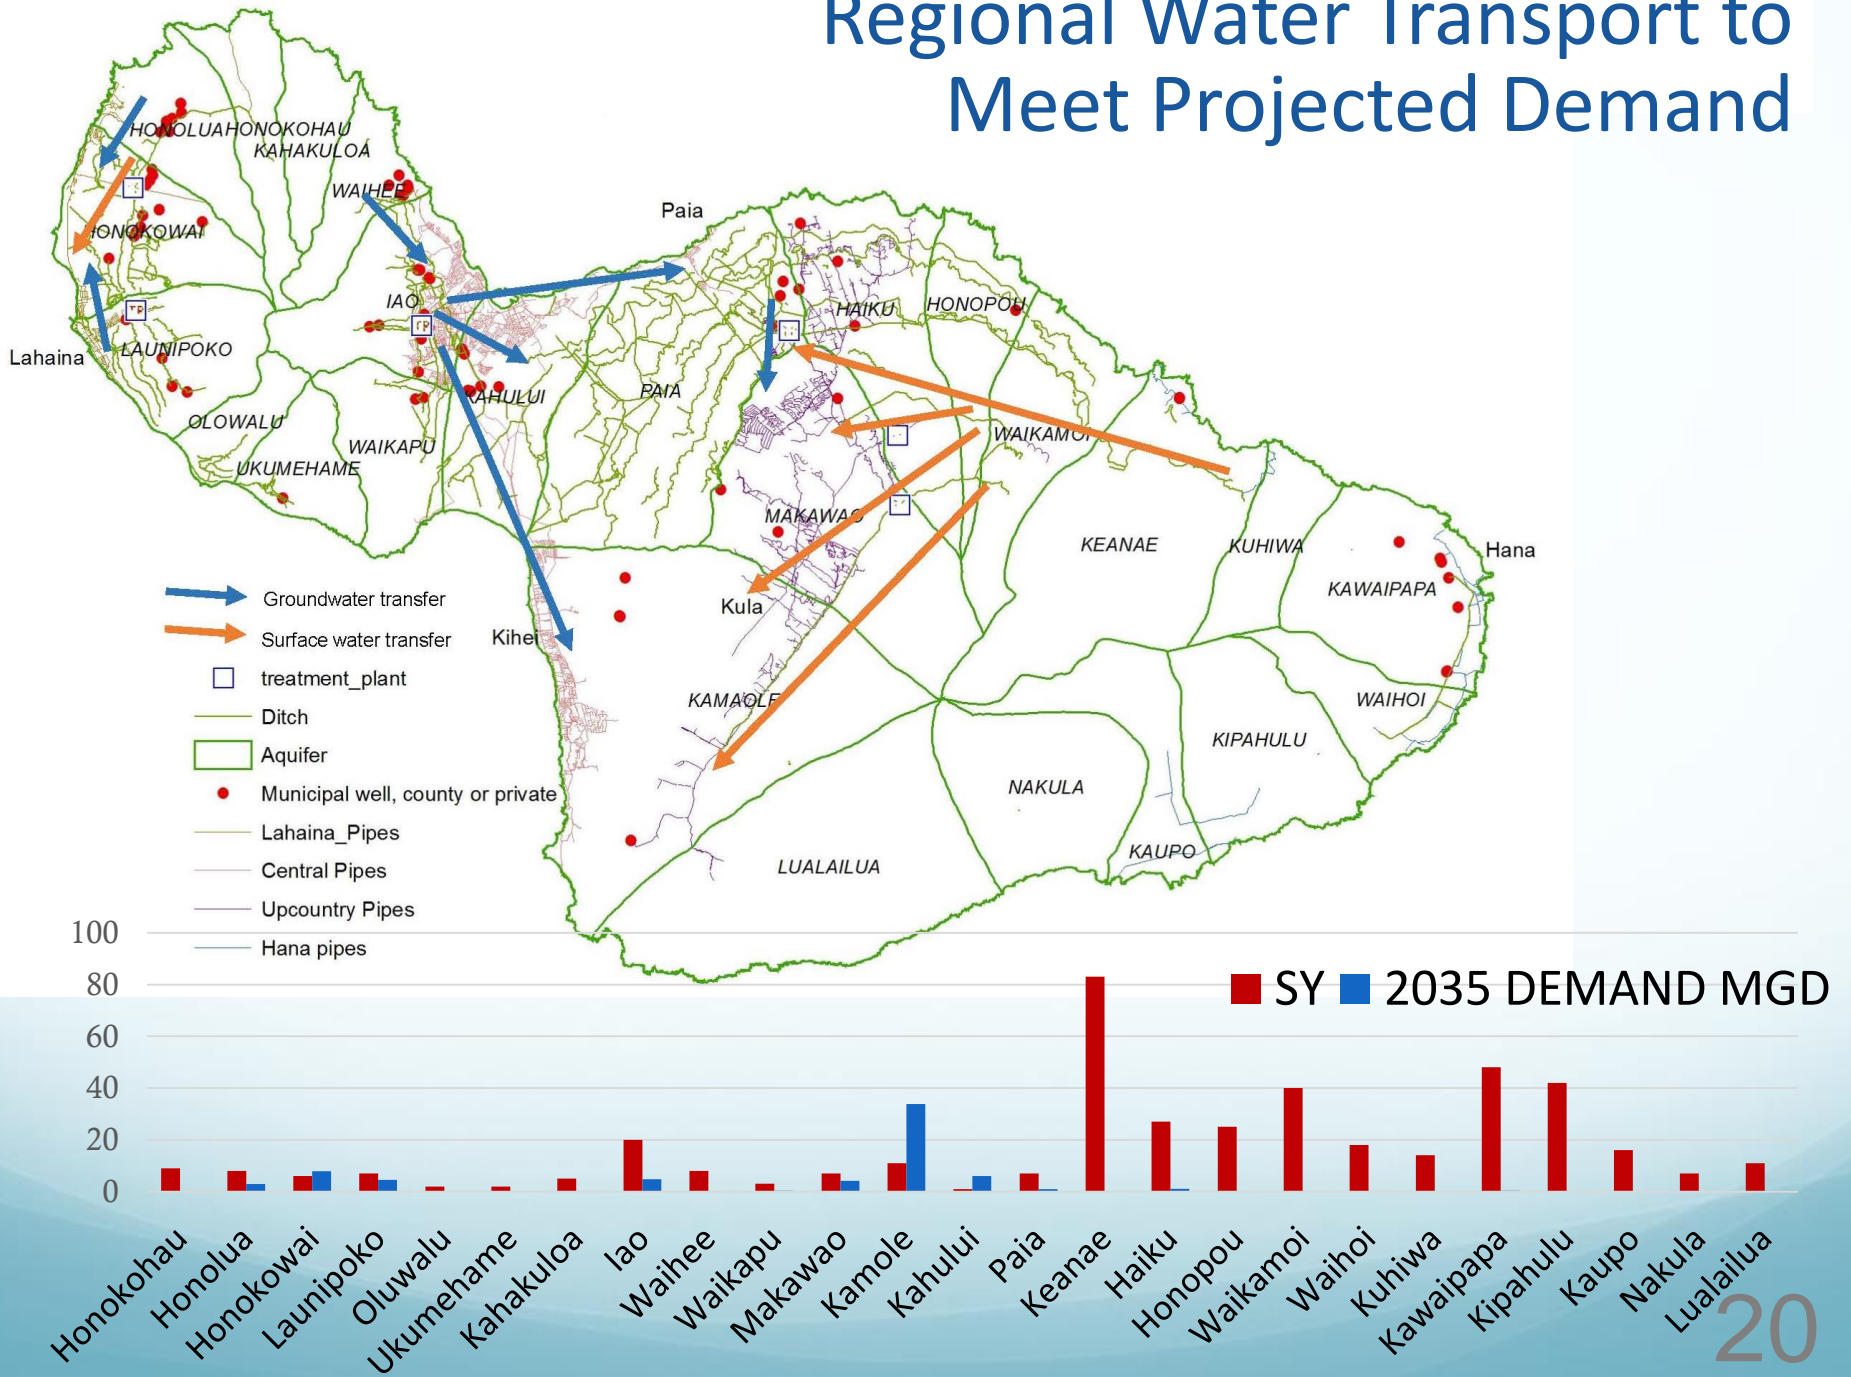 Regional Water Transport to
Meet Projected Demand
HONOLUA HONOKOHAU
KAHAKULOA
WAIHEE
Paia
HONOKOWAI
IAO
HAIKU
HONOPOU
Lahaina
LAUNIPOKO
PAIA
KAHULUI
OLOWALU
WAIKAPU
WAIKAMOI
UKUMEHAME
MAKAWAO
KEANAE
KUHIWA
Hana
KAWAIPAPA
Groundwater transfer
Kula
Surface water transfer
Kihei
treatment_plant
KAMAOLE
WAIHOI
Ditch
KIPAHULU
Aquifer
NAKULA
Municipal well, county or private
Lahaina_Pipes
KAUPO
Central Pipes
LUALAILUA
Upcountry Pipes
Hana pipes
100
80
60
40
20
0
SY 2035 DEMAND MGD
Honokohau
Honolua
Honokowai
Launipoko
Oluwalu
Ukumehame
Kahakuloa
Iao
Waihee
Waikapu
Makawao
Kamole
Kahului
Paia
Keanae
Haiku
Honopou
Waikamoi
Waihoi
Kuhiwa
Kawaipapa
Kipahulu
Kaupo
Nakula
Lualailua
20